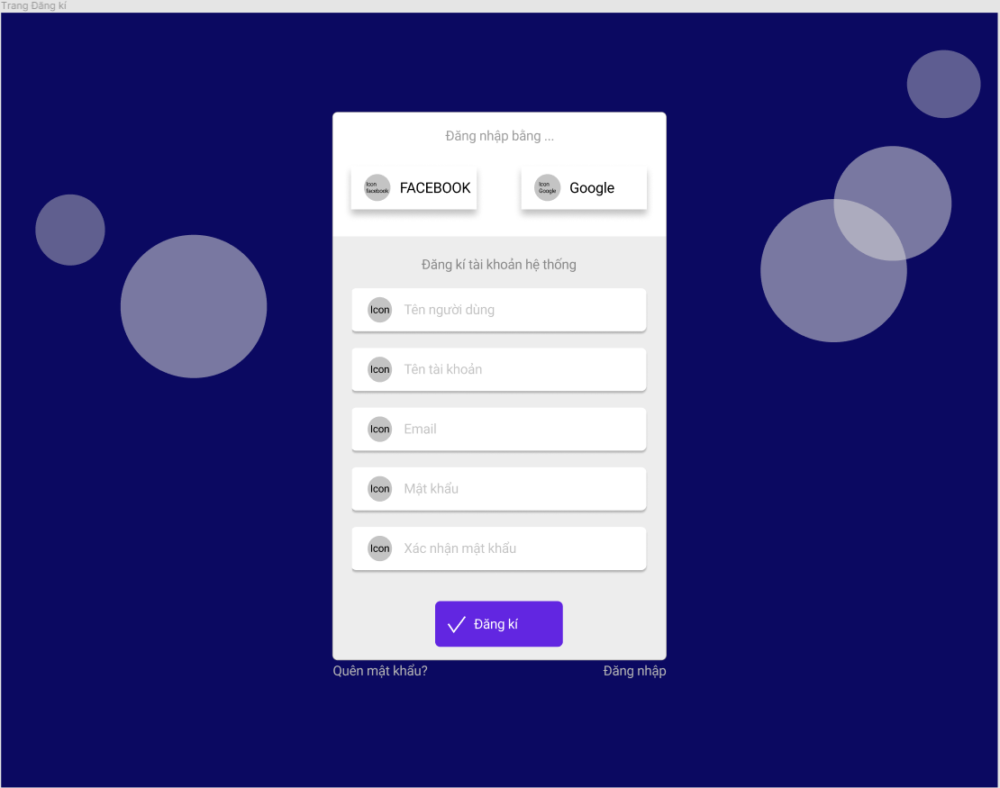 Trang Đăng kí
Đăng nhập bằng ...
Icon
facebook
FACEBOOK
Icon
Google
Google
Đăng kí tài khoản hệ thống
Icon
Tên người dùng
Icon
Tên tài khoản
Icon
Email
Icon
Mật khẩu
Icon
Xác nhận mật khẩu
Đăng kí
Quên mật khẩu?
Đăng nhập